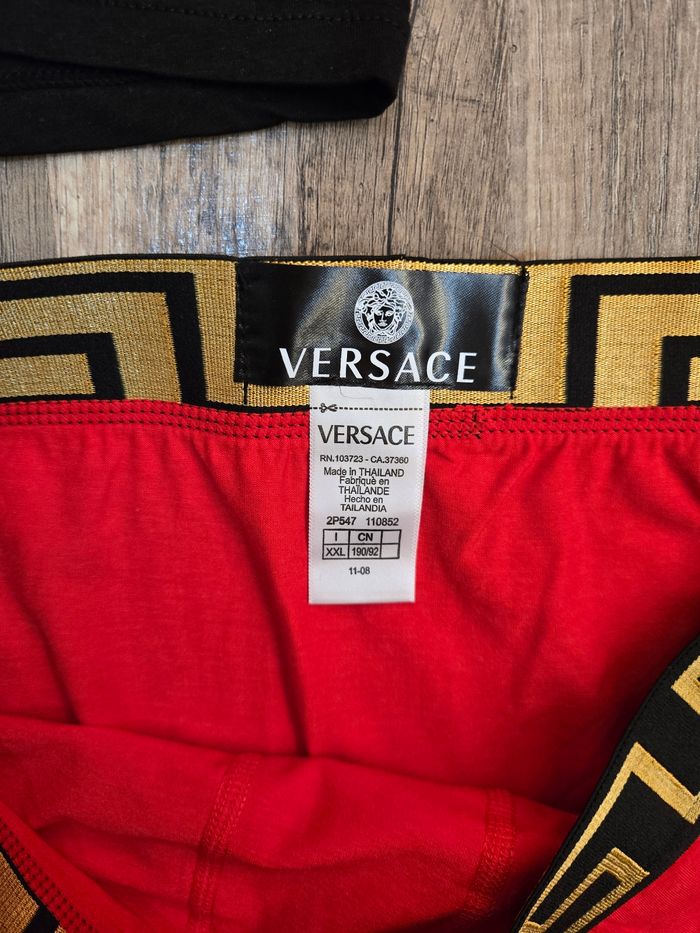 VERSACE
VERSACE
RN.103723 - CA.37360
Made in THAILAND
Fabriquè en
THAÏLANDE
Hecho en
TAILANDIA
2P547 110852
I CN
XXL 190/92
11-08